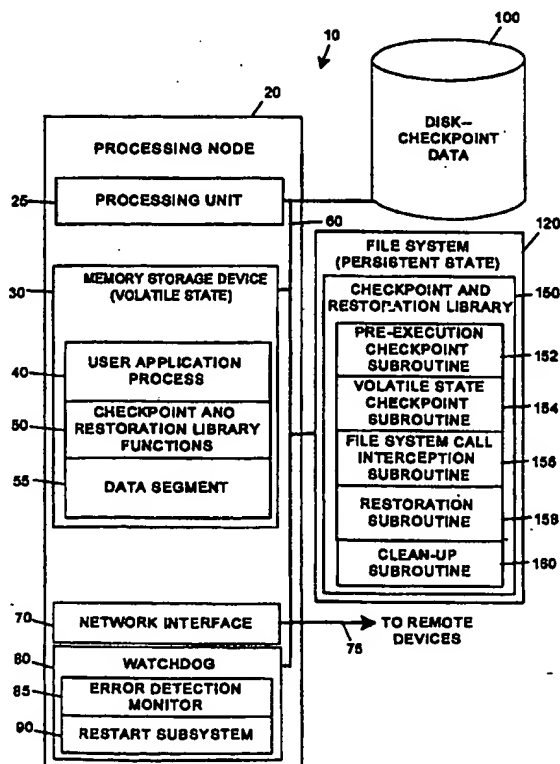 100
10
20
DISK-
CHECKPOINT
DATA
PROCESSING NODE
25
PROCESSING UNIT
60
120
FILE SYSTEM
(PERSISTENT STATE)
30
MEMORY STORAGE DEVICE
(VOLATILE STATE)
CHECKPOINT AND
RESTORATION LIBRARY
150
PRE-EXECUTION
CHECKPOINT
SUBROUTINE
152
40
USER APPLICATION
PROCESS
VOLATILE STATE
CHECKPOINT
SUBROUTINE
154
50
CHECKPOINT AND
RESTORATION LIBRARY
FUNCTIONS
FILE SYSTEM CALL
INTERCEPTION
SUBROUTINE
156
55
DATA SEGMENT
RESTORATION
SUBROUTINE
158
CLEAN-UP
SUBROUTINE
160
70
NETWORK INTERFACE
75
TO REMOTE
DEVICES
80
WATCHDOG
85
ERROR DETECTION
MONITOR
90
RESTART SUBSYSTEM